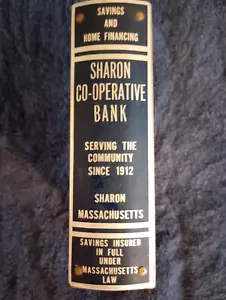 SAVINGS
AND
HOME FINANCING
SHARON
CO-OPERATIVE
BANK
SERVING THE
COMMUNITY
SINCE 1912
SHARON
MASSACHUSETTS
SAVINGS INSURED
IN FULL
UNDER
MASSACHUSETTS
LAW